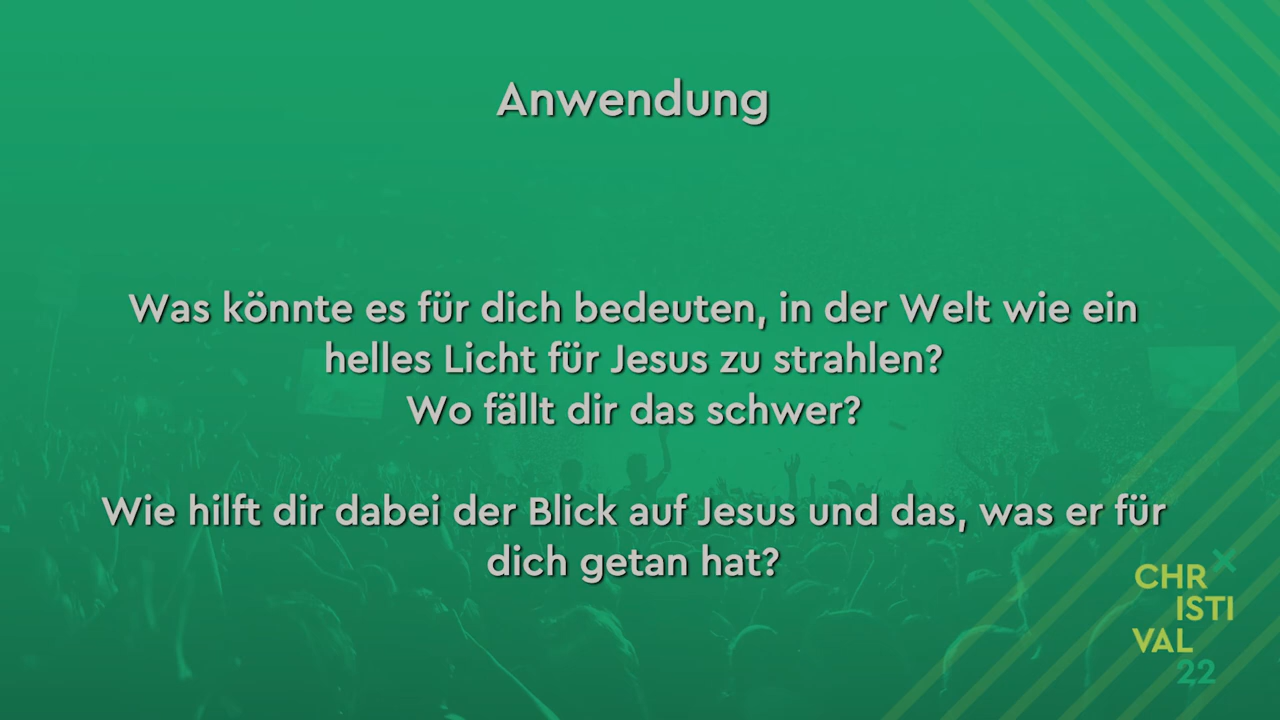 Anwendung
Was könnte es für dich bedeuten, in der Welt wie ein
helles Licht für Jesus zu strahlen?
Wo fällt dir das schwer?
Wie hilft dir dabei der Blick auf Jesus und das, was er für
dich getan hat?
CHR
ISTI
VAL
22